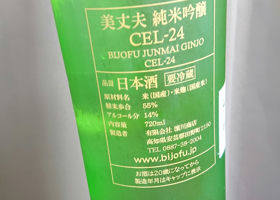 美丈夫 純米吟醸
CEL-24
BIJOFU JUNMAI GINJO
CEL-24
品目 日本酒 要冷蔵
原材料名 米(国産)・米麹(国産米)
精米歩合 55%
アルコール分 14%
内容量 720ml
製造者 有限会社 濵川商店
高知県安芸郡田野町2150
TEL. 0887-38-2004
www.bijofu.jp
お酒は20歳になってから
製造年月はキャップに表示